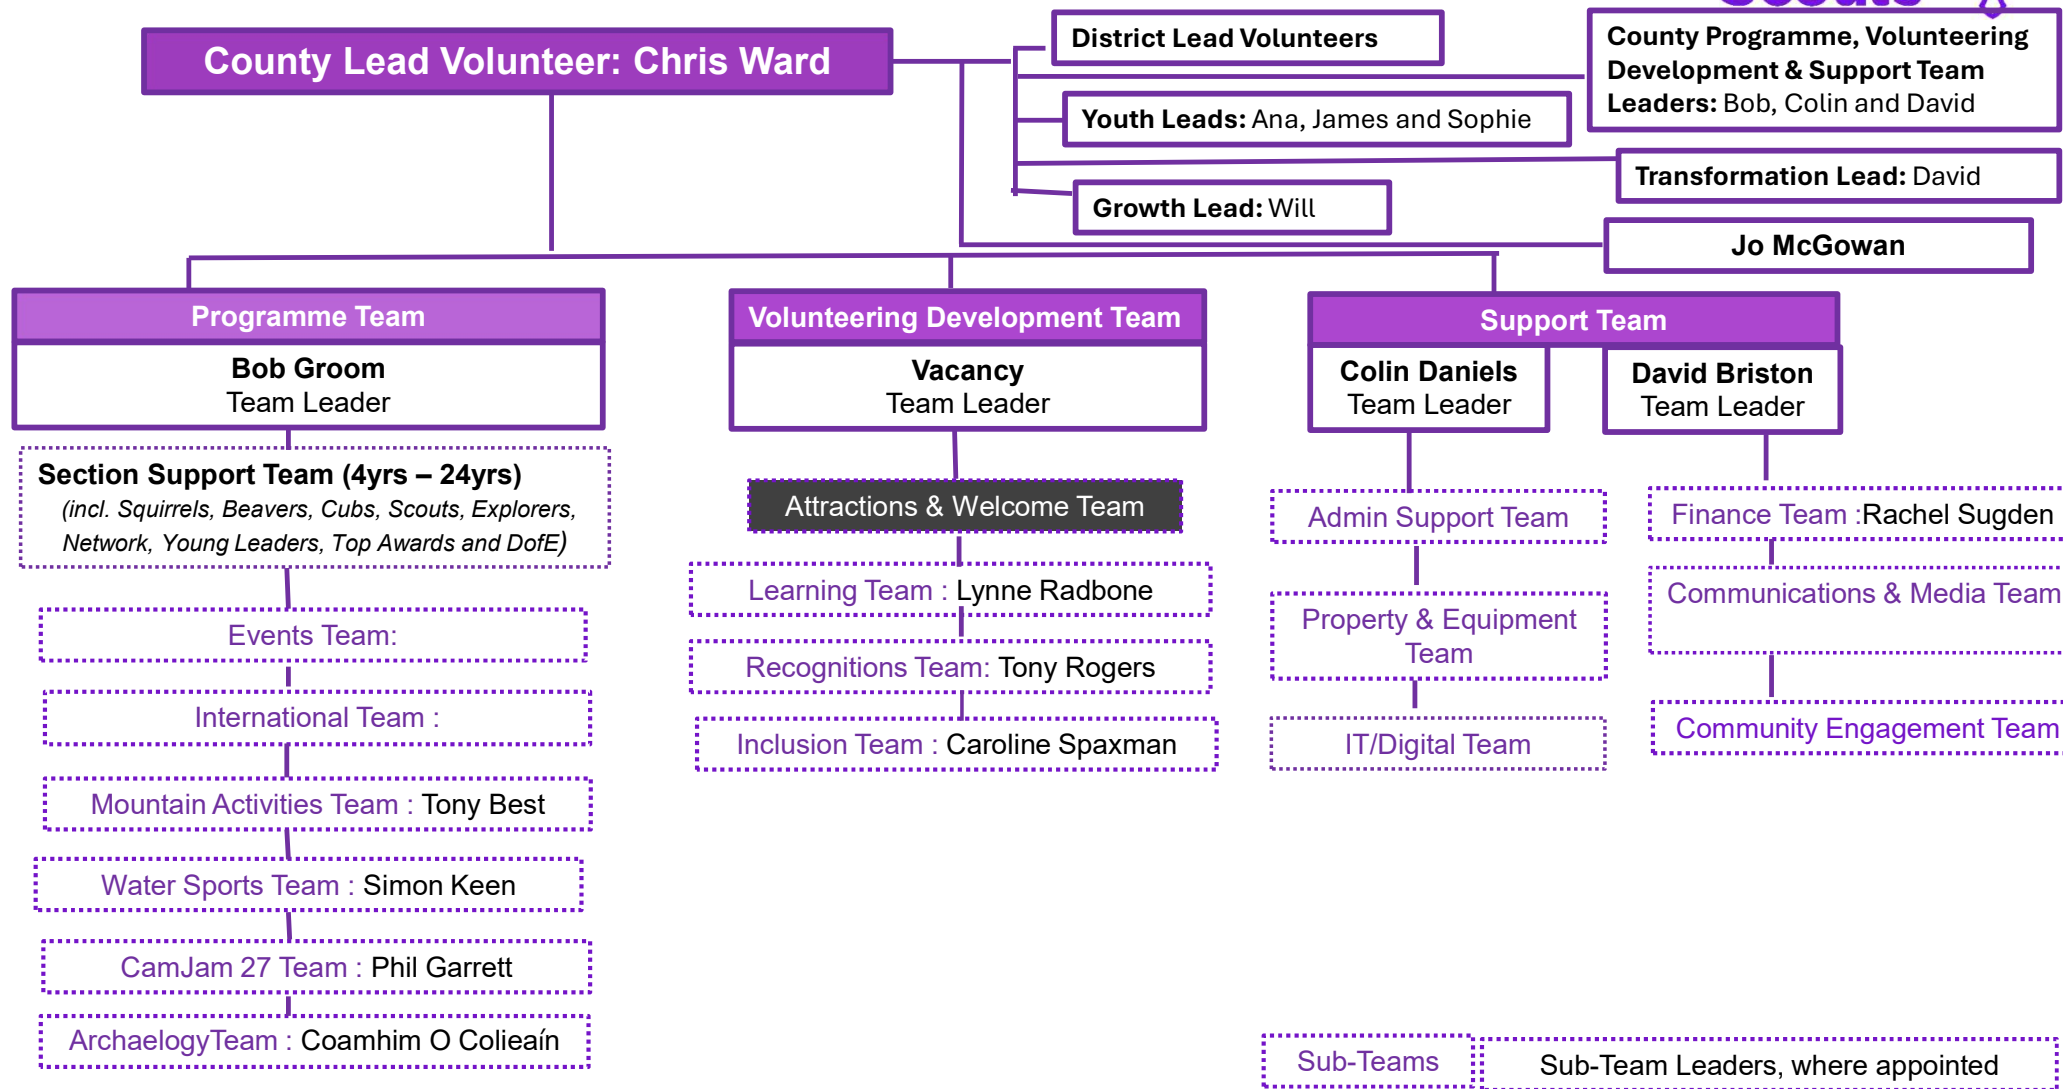 Scouts
County Lead Volunteer: Chris Ward
District Lead Volunteers
County Programme, Volunteering
Development & Support Team
Leaders: Bob, Colin and David
Youth Leads: Ana, James and Sophie
Transformation Lead: David
Growth Lead: Will
Jo McGowan
Programme Team
Bob Groom
Team Leader
Section Support Team (4yrs – 24yrs)
(incl. Squirrels, Beavers, Cubs, Scouts, Explorers,
Network, Young Leaders, Top Awards and DofE)
Events Team:
International Team :
Mountain Activities Team : Tony Best
Water Sports Team : Simon Keen
CamJam 27 Team : Phil Garrett
ArchaelogyTeam : Coamhim O Colieaín
Volunteering Development Team
Vacancy
Team Leader
Attractions & Welcome Team
Learning Team : Lynne Radbone
Recognitions Team: Tony Rogers
Inclusion Team : Caroline Spaxman
Support Team
Colin Daniels
Team Leader
Admin Support Team
Property & Equipment
Team
IT/Digital Team
David Briston
Team Leader
Finance Team :Rachel Sugden
Communications & Media Team
Community Engagement Team
Sub-Teams
Sub-Team Leaders, where appointed